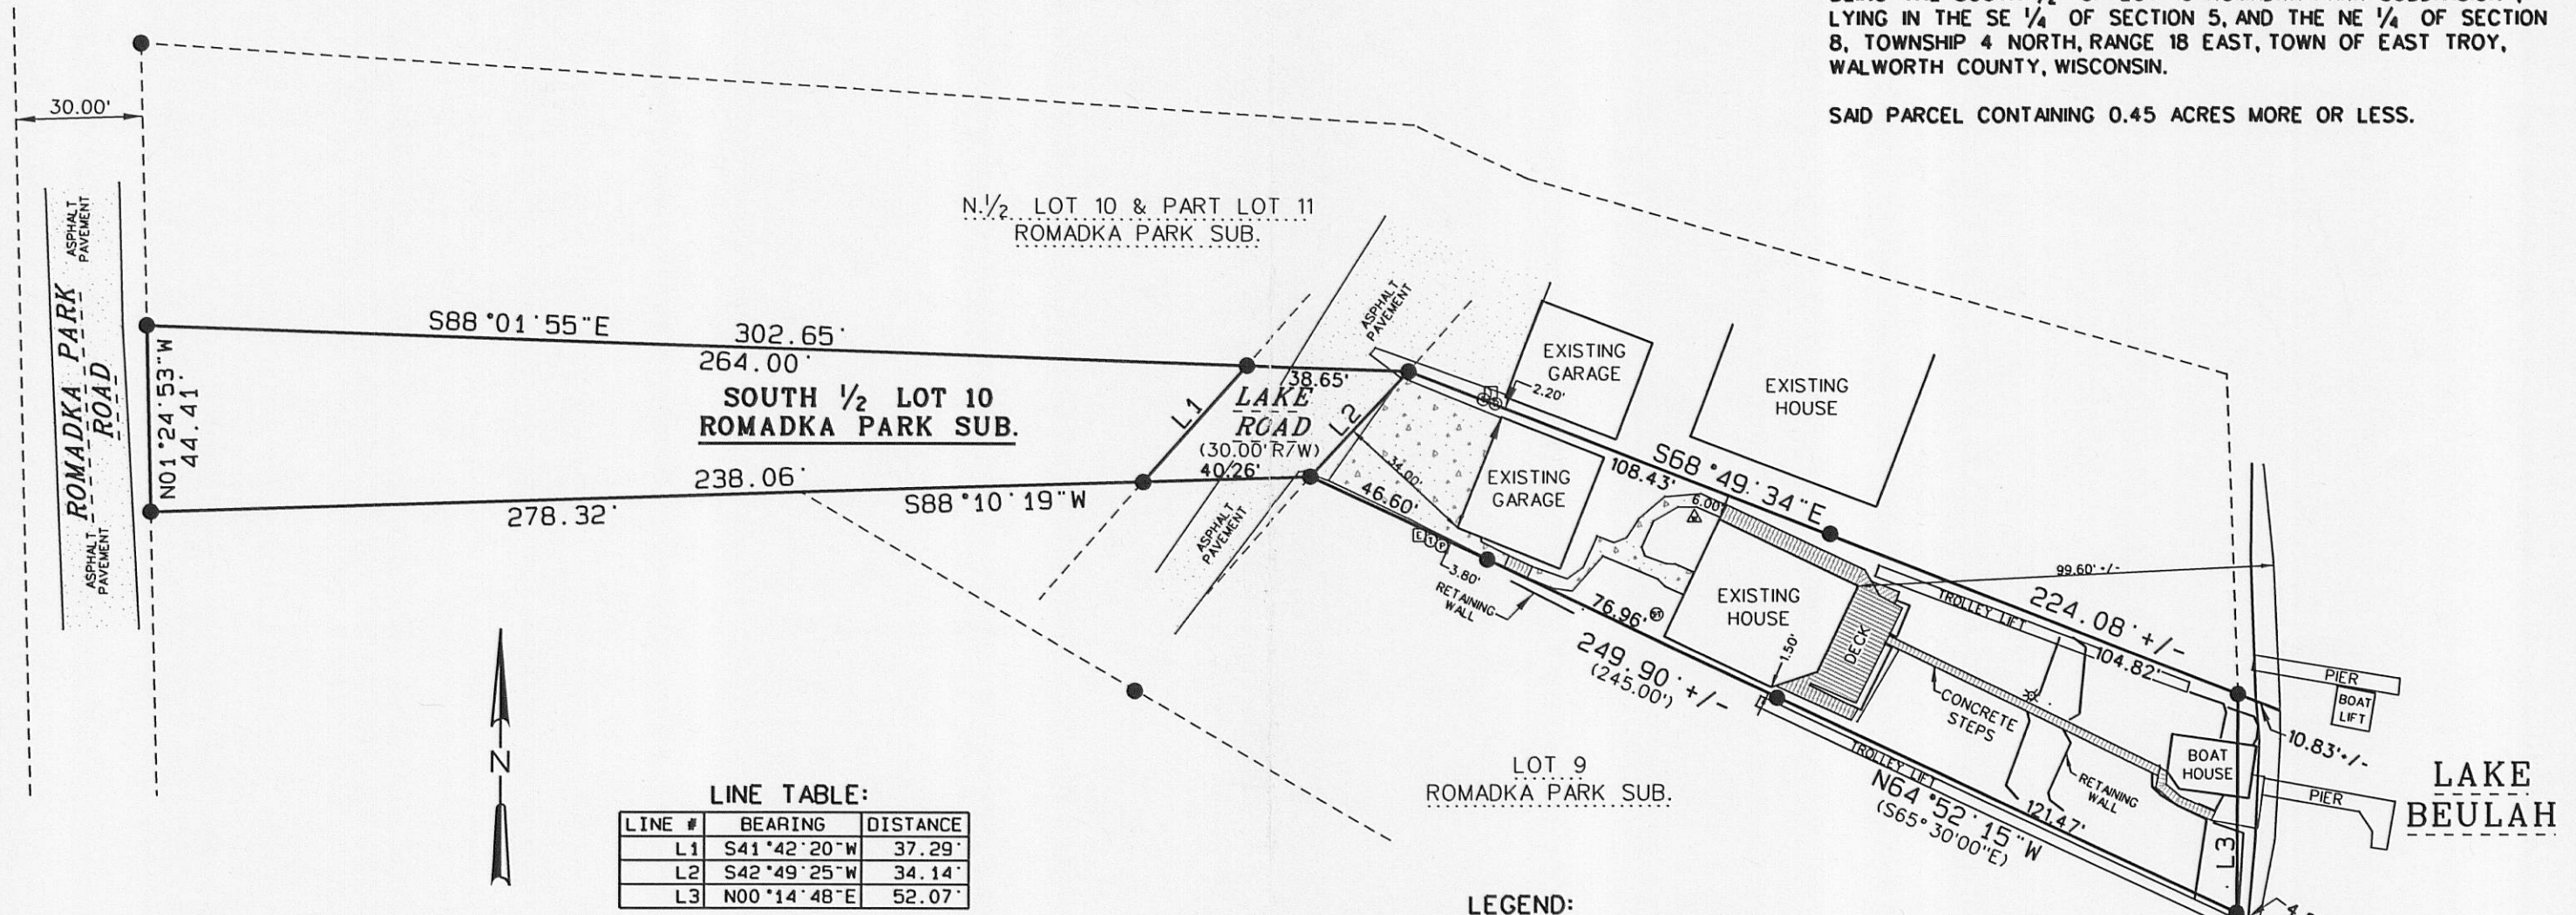 LYING IN THE SE 1/4 OF SECTION 5, AND THE NE 1/4 OF SECTION
8, TOWNSHIP 4 NORTH, RANGE 18 EAST, TOWN OF EAST TROY,
WALWORTH COUNTY, WISCONSIN.
SAID PARCEL CONTAINING 0.45 ACRES MORE OR LESS.
30.00'
ASPHALT
PAVEMENT
ROMADKA PARK
ROAD
ASPHALT
PAVEMENT
N.1/2 LOT 10 & PART LOT 11
ROMADKA PARK SUB.
S88°01'55"E
302.65'
264.00'
38.65'
N01°24'53"W
44.41'
SOUTH 1/2 LOT 10
ROMADKA PARK SUB.
L1
LAKE
ROAD
(30.00' R/W)
40.26'
L2
238.06'
S88°10'19"W
278.32'
ASPHALT
PAVEMENT
ASPHALT
PAVEMENT
EXISTING
GARAGE
2.20'
EXISTING
HOUSE
34.00'
EXISTING
GARAGE
S68°49'34"E
108.43'
46.60'
6.00'
E T P
3.80'
RETAINING
WALL
76.96'
EXISTING
HOUSE
1.50'
DECK
99.60' +/-
TROLLEY LIFT
224.08' +/-
104.82'
249.90' +/-
(245.00')
CONCRETE
STEPS
RETAINING
WALL
TROLLEY LIFT
N64°52'15"W
(S65°30'00"E)
121.47'
PIER
BOAT
LIFT
10.83' +/-
BOAT
HOUSE
PIER
L3
LAKE
BEULAH
LOT 9
ROMADKA PARK SUB.
N
LINE TABLE:
LINE # BEARING DISTANCE
L1 S41°42'20"W 37.29'
L2 S42°49'25"W 34.14'
L3 N00°14'48"E 52.07'
LEGEND: